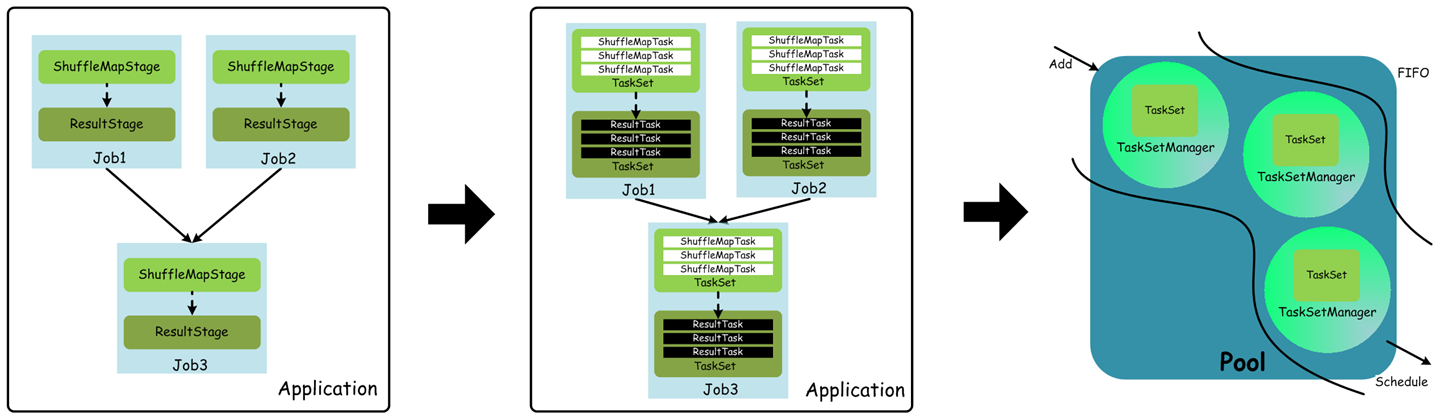 ShuffleMapStage
ResultStage
Job1
ShuffleMapStage
ResultStage
Job2
ShuffleMapStage
ResultStage
Job3
Application
ShuffleMapTask
ShuffleMapTask
ShuffleMapTask
TaskSet
ResultTask
ResultTask
ResultTask
TaskSet
Job1
ShuffleMapTask
ShuffleMapTask
ShuffleMapTask
TaskSet
ResultTask
ResultTask
ResultTask
TaskSet
Job2
ShuffleMapTask
ShuffleMapTask
ShuffleMapTask
TaskSet
ResultTask
ResultTask
ResultTask
TaskSet
Job3
Application
Add
FIFO
TaskSet
TaskSetManager
TaskSet
TaskSetManager
TaskSet
TaskSetManager
Pool
Schedule